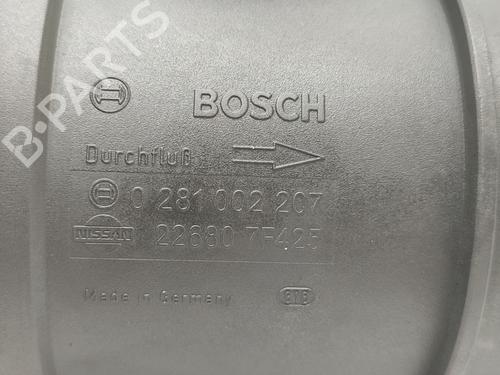 B-PARTS
BOSCH
Durchfluß
0 281 002 207
NISSAN 22680 7F425
Made in Germany